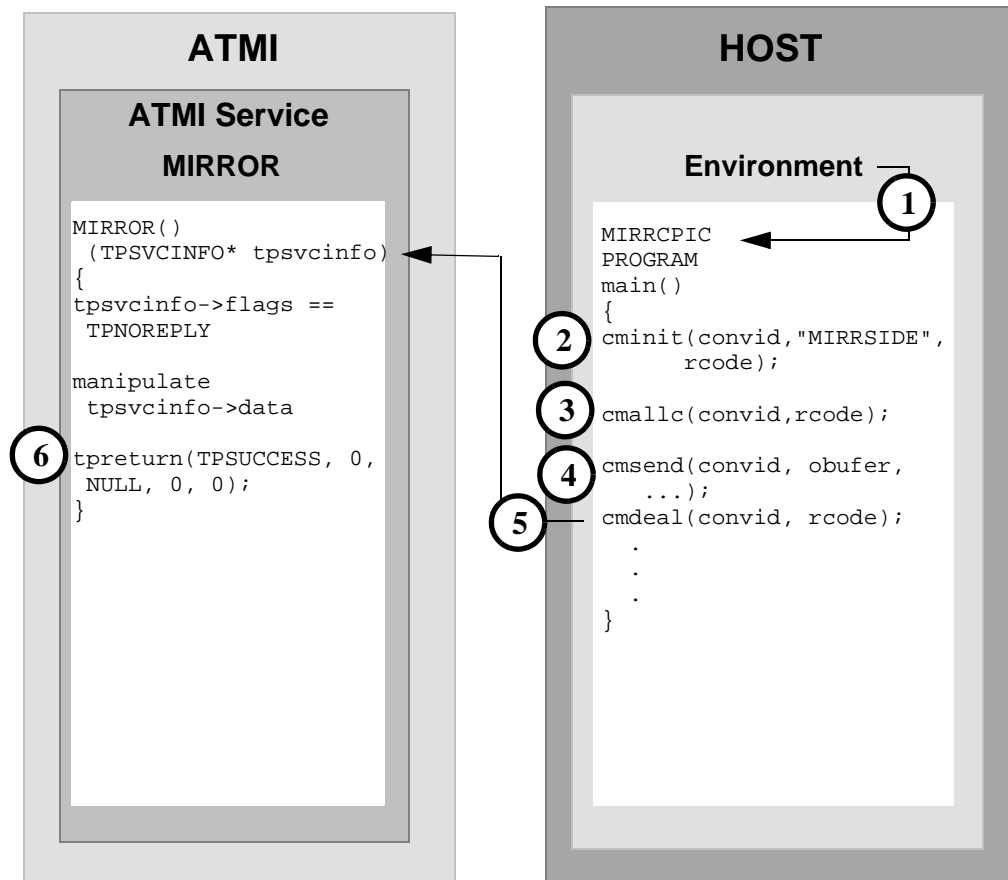 ATMI
ATMI Service
MIRROR
MIRROR()
(TPSVCINFO* tpsvcinfo)
{
tpsvcinfo->flags ==
TPNOREPLY
manipulate
tpsvcinfo->data
6
tpreturn(TPSUCCESS, 0,
NULL, 0, 0);
}
HOST
Environment
1
MIRRCPIC
PROGRAM
main()
{
2
cminit(convid,"MIRRSIDE",
rcode);
3
cmallc(convid,rcode);
4
cmsend(convid, obufer,
...);
5
cmdeal(convid, rcode);
.
.
.
}